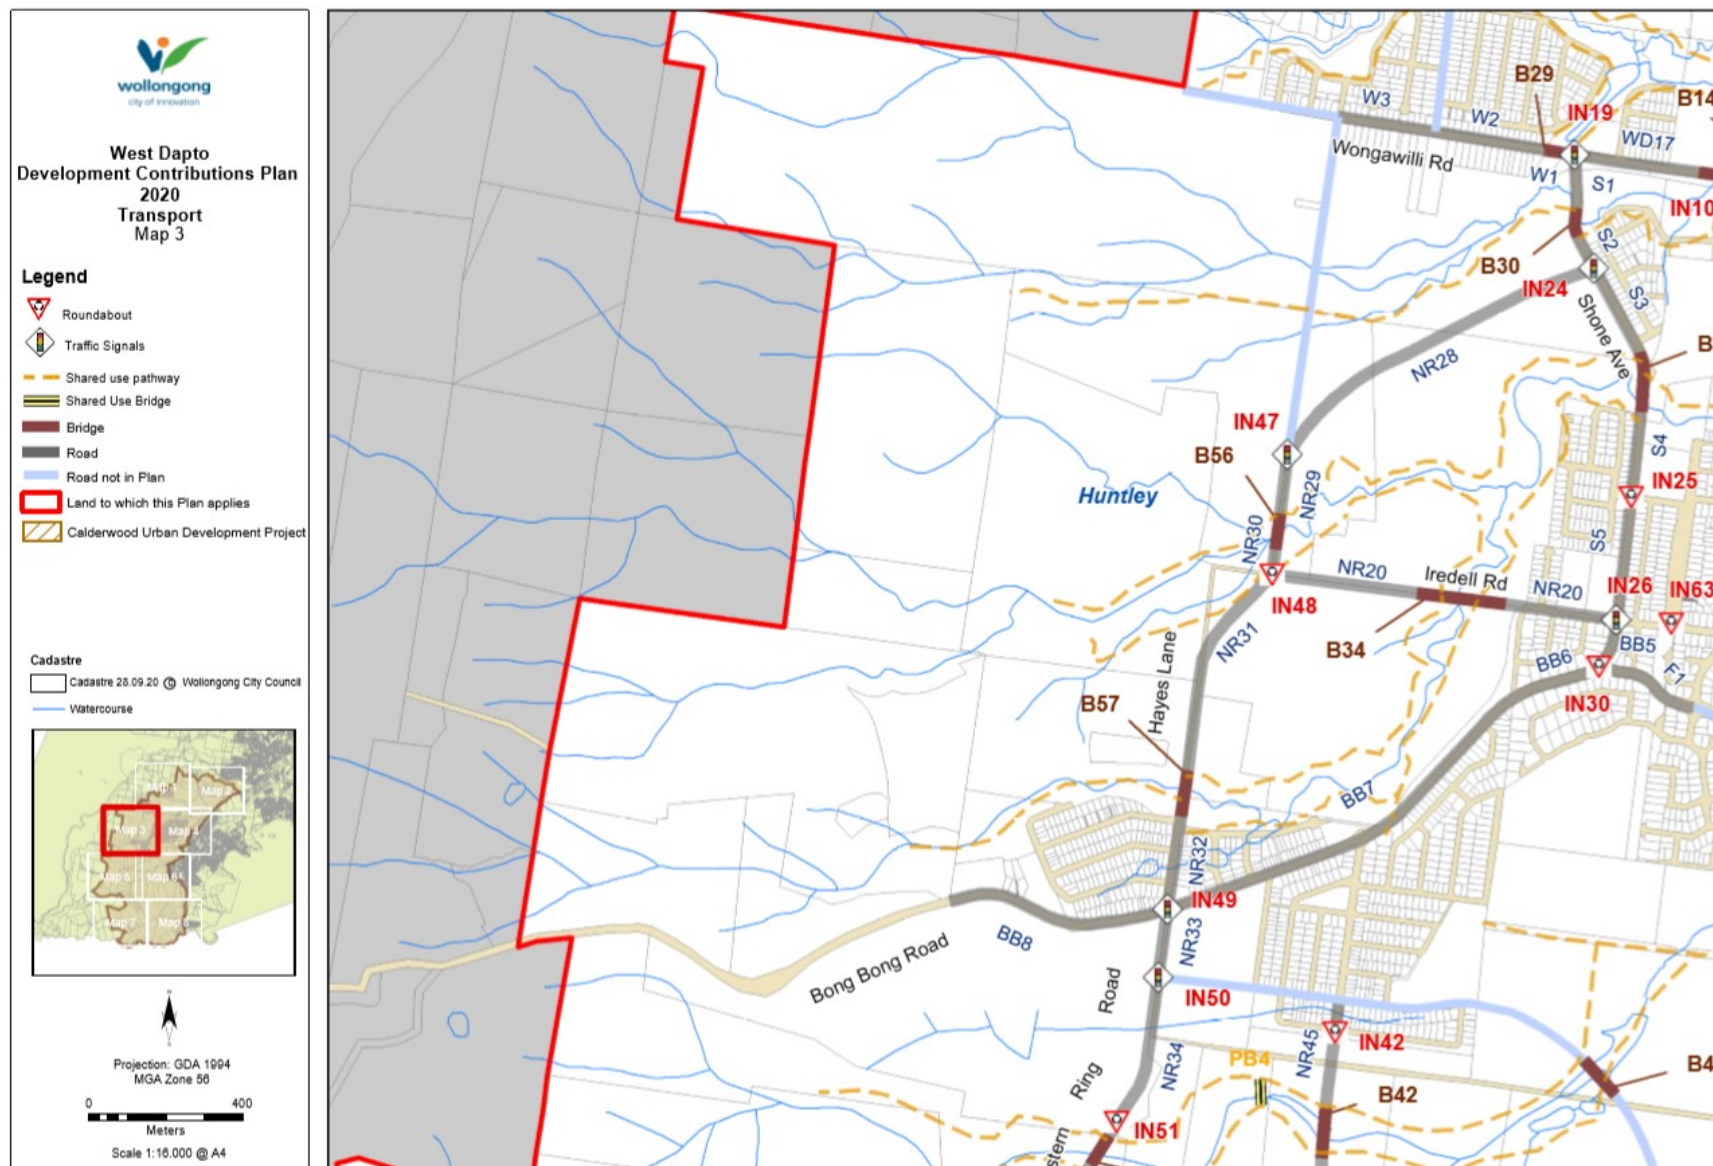 wollongong
city of innovation
West Dapto
Development Contributions Plan
2020
Transport
Map 3
Legend
Roundabout
Traffic Signals
Shared use pathway
Shared Use Bridge
Bridge
Road
Road not in Plan
Land to which this Plan applies
Calderwood Urban Development Project
Cadastre
Cadastre 28.09.20 © Wollongong City Council
Watercourse
Map 3
Map 4
Map 5
Map 6
Map 7
Projection: GDA 1994
MGA Zone 56
0 400
Meters
Scale 1:16,000 @ A4
B29
W3
W2
IN19
B14
WD17
Wongawilli Rd
W1
S1
IN10
S2
B30
IN24
S3
Shone Ave
B
NR28
IN47
B56
S4
Huntley
NR29
IN25
NR30
S5
NR20
Iredell Rd
NR20
IN26
IN63
IN48
NR31
B34
BB5
BB6
F1
IN30
Hayes Lane
B57
BB7
NR32
IN49
BB8
NR33
Bong Bong Road
Road
IN50
NR45
IN42
PB4
NR34
Ring
B42
B4
IN51
stern